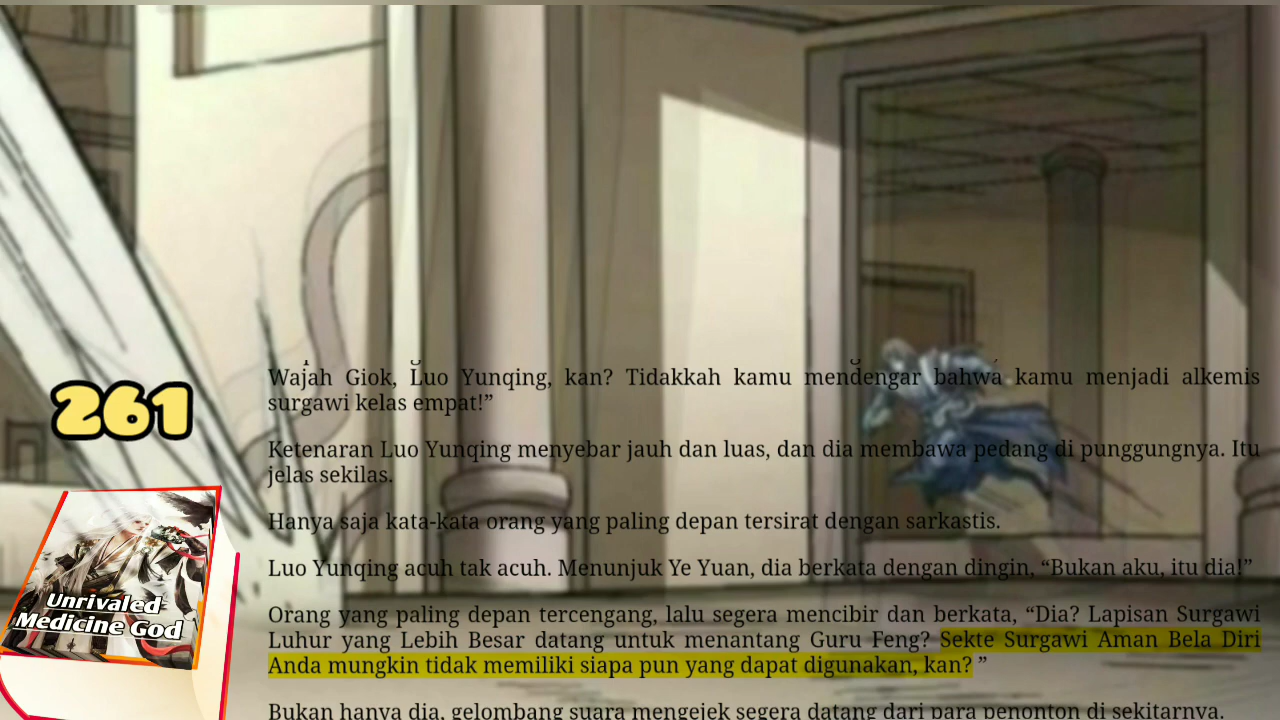 Wajah Giok, Luo Yunqing, kan? Tidakkah kamu mendengar bahwa kamu menjadi alkemis
surgawi kelas empat!”
Ketenaran Luo Yunqing menyebar jauh dan luas, dan dia membawa pedang di punggungnya. Itu
jelas sekilas.
Hanya saja kata-kata orang yang paling depan tersirat dengan sarkastis.
Luo Yunqing acuh tak acuh. Menunjuk Ye Yuan, dia berkata dengan dingin, “Bukan aku, itu dia!”
Orang yang paling depan tercengang, lalu segera mencibir dan berkata, “Dia? Lapisan Surgawi
Luhur yang Lebih Besar datang untuk menantang Guru Feng? Sekte Surgawi Aman Bela Diri
Anda mungkin tidak memiliki siapa pun yang dapat digunakan, kan? ”
Bukan hanya dia, gelombang suara mengejek segera datang dari para penonton di sekitarnya.
261
Unrivaled
Medicine God